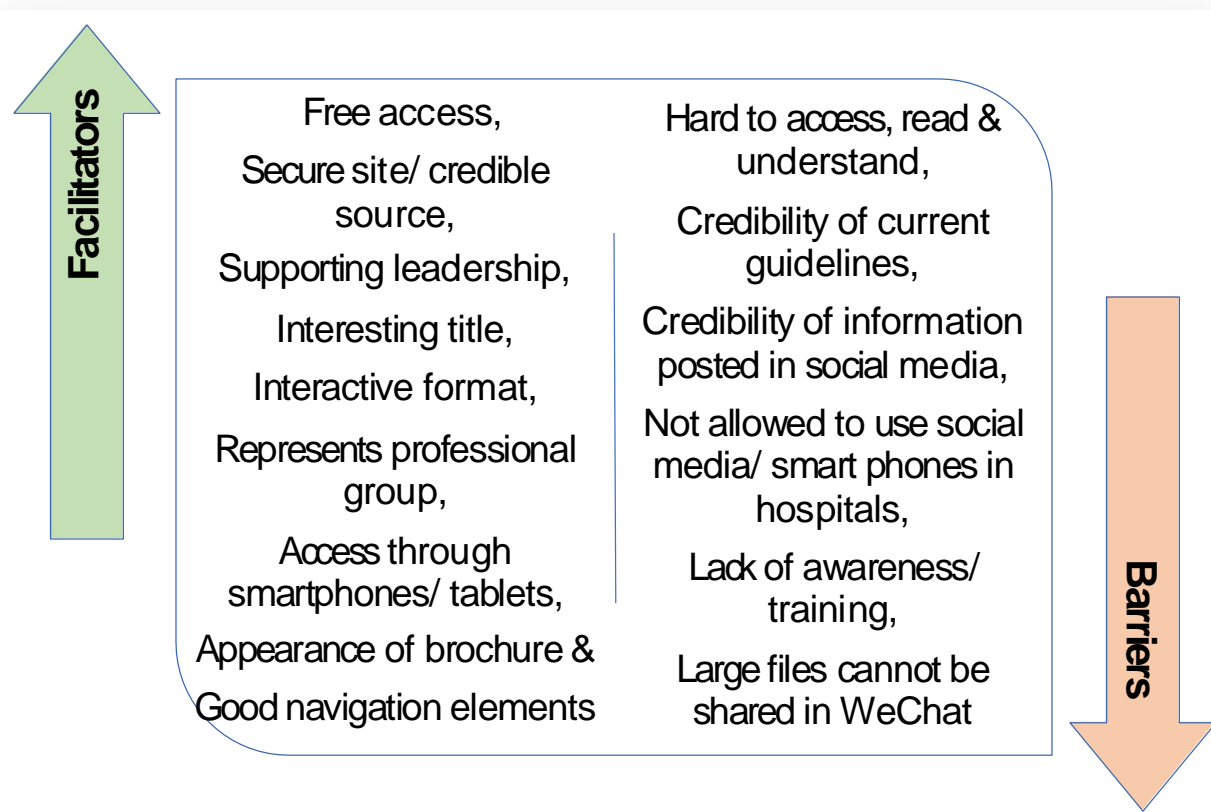 Facilitators
Free access,
Secure site/ credible
source,
Supporting leadership,
Interesting title,
Interactive format,
Represents professional
group,
Access through
smartphones/ tablets,
Appearance of brochure &
Good navigation elements
Hard to access, read &
understand,
Credibility of current
guidelines,
Credibility of information
posted in social media,
Not allowed to use social
media/ smart phones in
hospitals,
Lack of awareness/
training,
Large files cannot be
shared in WeChat
Barriers